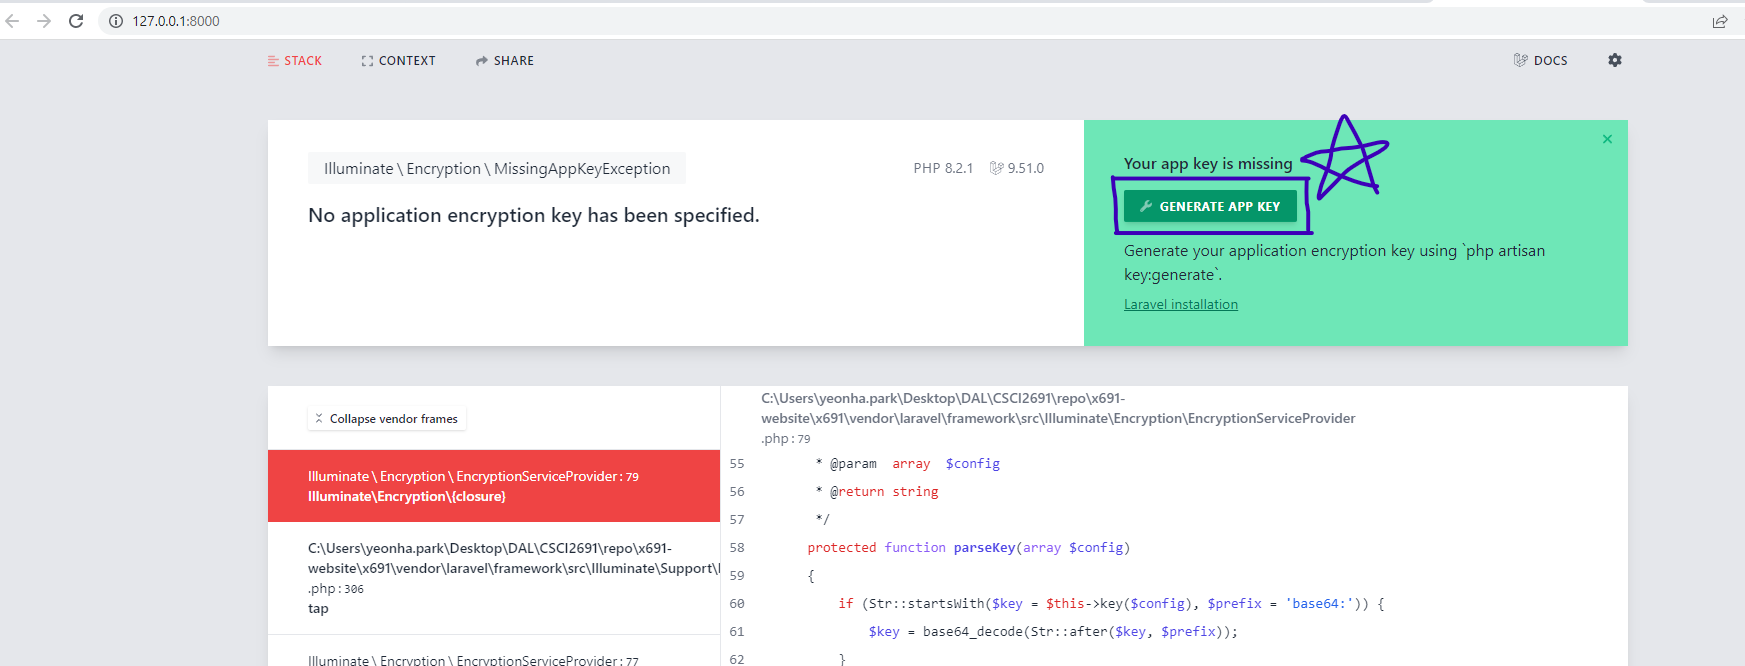 127.0.0.1:8000
STACK CONTEXT SHARE DOCS
Illuminate \ Encryption \ MissingAppKeyException
PHP 8.2.1 9.51.0
No application encryption key has been specified.
Your app key is missing
GENERATE APP KEY
Generate your application encryption key using `php artisan
key:generate`.
Laravel installation
Collapse vendor frames
Illuminate \ Encryption \ EncryptionServiceProvider:79
Illuminate\Encryption\{closure}
C:\Users\yeonha.park\Desktop\DAL\CSCI2691\repo\x691-
website\x691\vendor\laravel\framework\src\Illuminate\Support\
.php:306
tap
Illuminate \ Encryption \ EncryptionServiceProvider:77
C:\Users\yeonha.park\Desktop\DAL\CSCI2691\repo\x691-
website\x691\vendor\laravel\framework\src\Illuminate\Encryption\EncryptionServiceProvider
.php:79
55 * @param array $config
56 * @return string
57 */
58 protected function parseKey(array $config)
59 {
60 if (Str::startsWith($key = $this->key($config), $prefix = 'base64:')) {
61 $key = base64_decode(Str::after($key, $prefix));
62 }